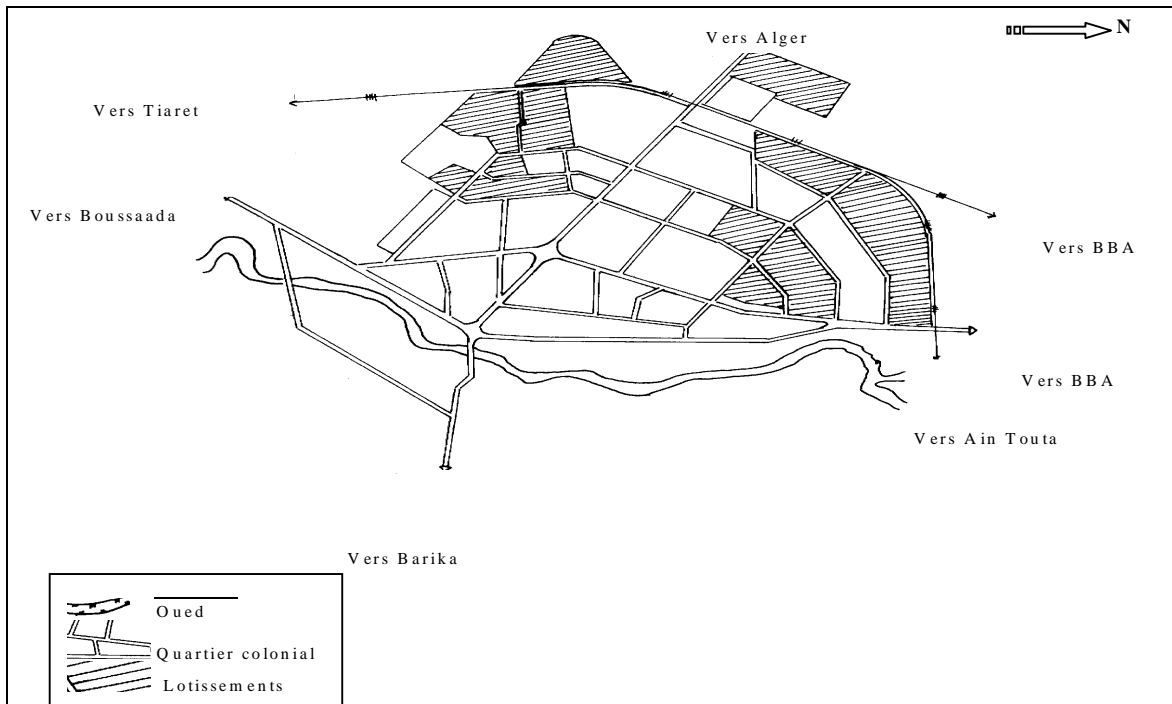 Vers Alger
N
Vers Tiaret
Vers Boussaada
Vers BBA
Vers BBA
Vers Ain Touta
Vers Barika
Oued
Quartier colonial
Lotissements